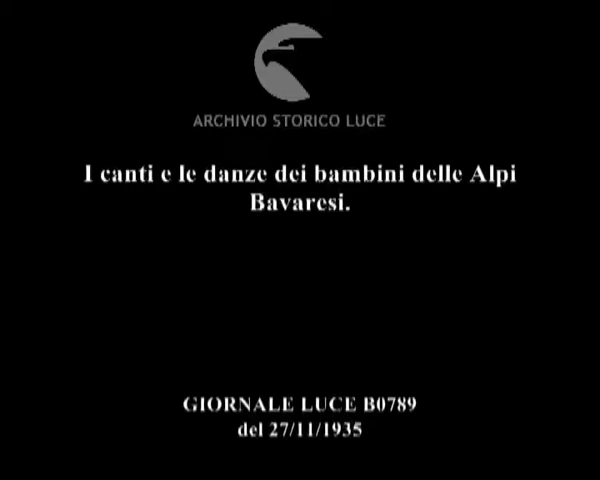 ARCHIVIO STORICO LUCE
I canti e le danze dei bambini delle Alpi
Bavaresi.
GIORNALE LUCE B0789
del 27/11/1935